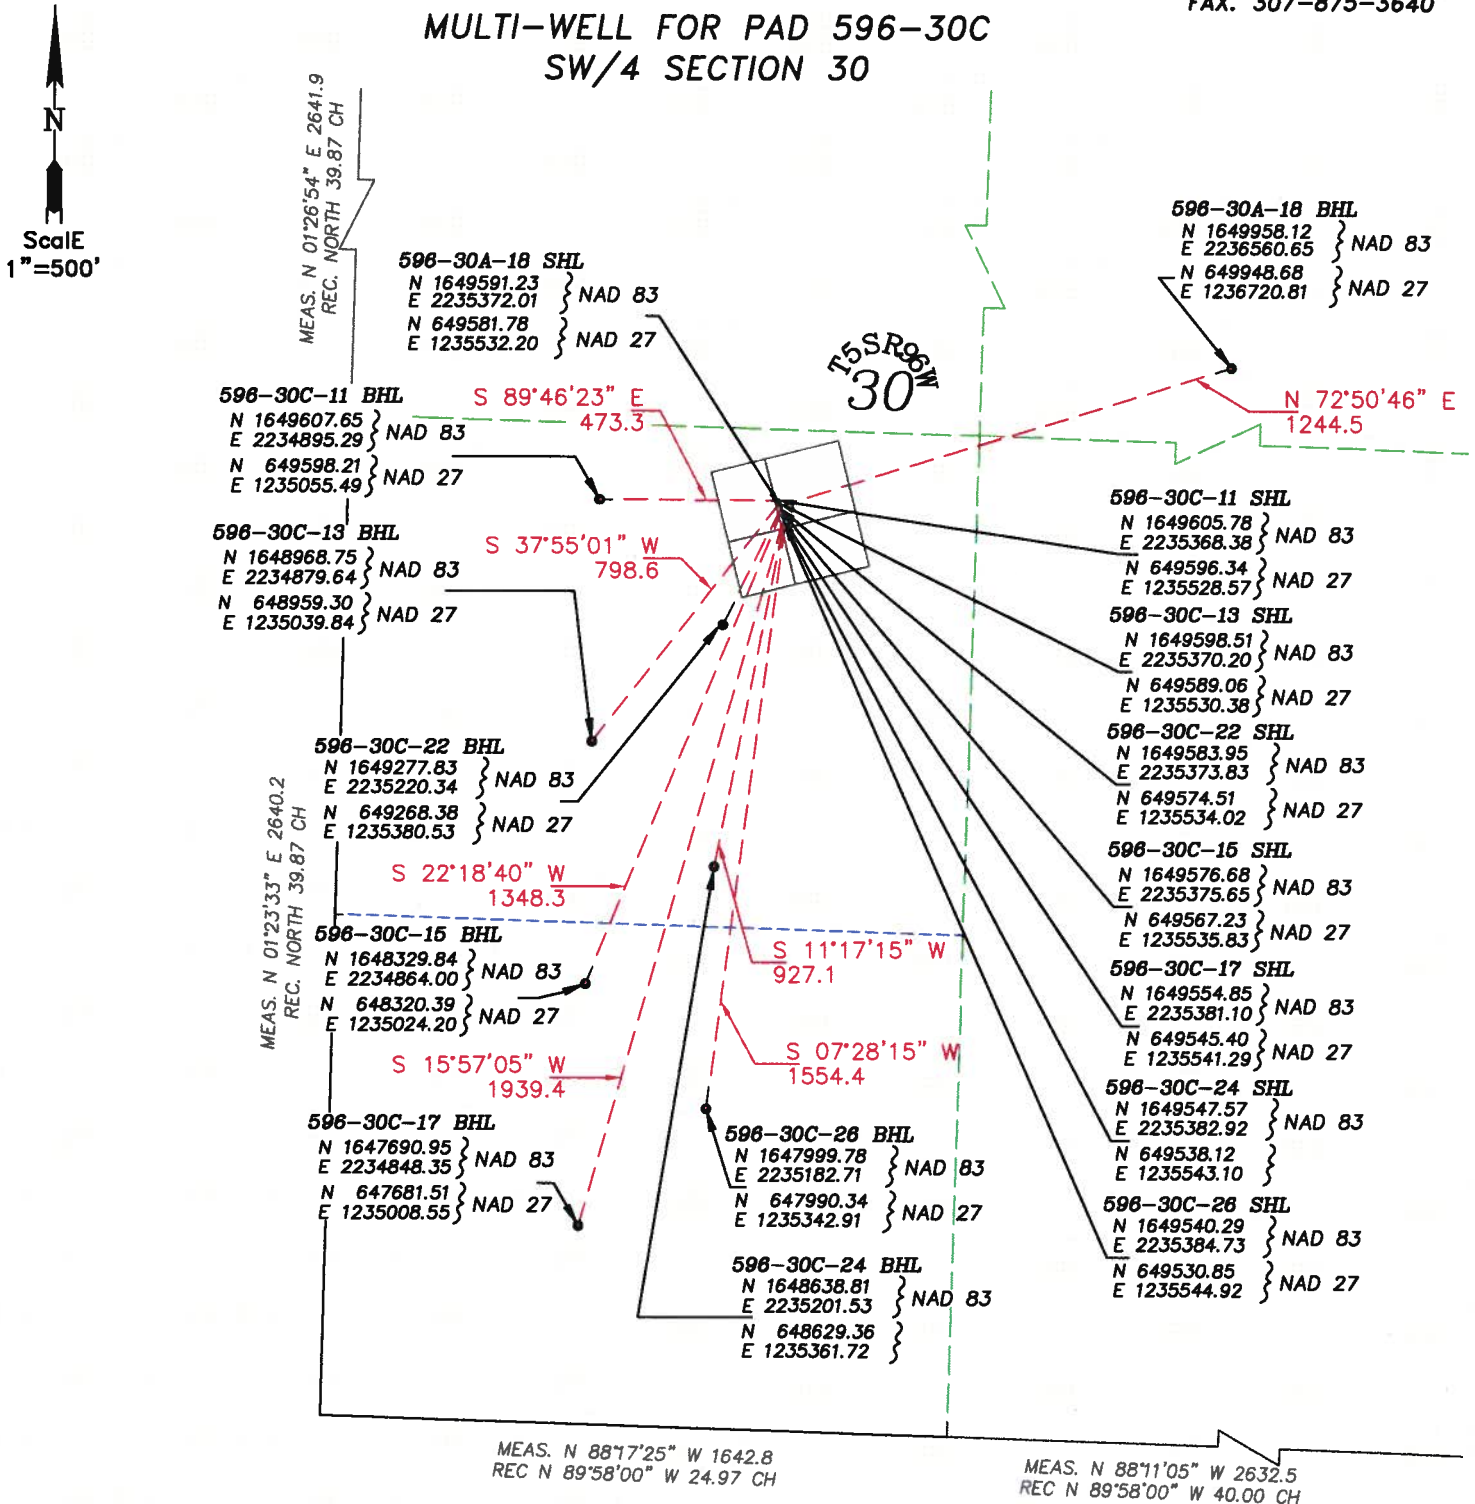 FAX. 307-875-3640
MULTI-WELL FOR PAD 596-30C
SW/4 SECTION 30
N
ScalE
1"=500'
MEAS. N 01°26'54" E 2641.9
REC. NORTH 39.87 CH
596-30A-18 SHL
N 1649591.23
E 2235372.01
NAD 83
N 649581.78
E 1235532.20
NAD 27
596-30A-18 BHL
N 1649958.12
E 2236560.65
NAD 83
N 649948.68
E 1236720.81
NAD 27
T5SR96W
30
N 72°50'46" E
1244.5
596-30C-11 BHL
N 1649607.65
E 2234895.29
NAD 83
N 649598.21
E 1235055.49
NAD 27
S 89°46'23" E
473.3
596-30C-13 BHL
N 1648968.75
E 2234879.64
NAD 83
N 648959.30
E 1235039.84
NAD 27
S 37°55'01" W
798.6
596-30C-11 SHL
N 1649605.78
E 2235368.38
NAD 83
N 649596.34
E 1235528.57
NAD 27
596-30C-13 SHL
N 1649598.51
E 2235370.20
NAD 83
N 649589.06
E 1235530.38
NAD 27
596-30C-22 SHL
N 1649583.95
E 2235373.83
NAD 83
N 649574.51
E 1235534.02
NAD 27
596-30C-22 BHL
N 1649277.83
E 2235220.34
NAD 83
N 649268.38
E 1235380.53
NAD 27
MEAS. N 01°23'33" E 2640.2
REC. NORTH 39.87 CH
S 22°18'40" W
1348.3
596-30C-15 SHL
N 1649576.68
E 2235375.65
NAD 83
N 649567.23
E 1235535.83
NAD 27
596-30C-15 BHL
N 1648329.84
E 2234864.00
NAD 83
N 648320.39
E 1235024.20
NAD 27
S 11°17'15" W
927.1
596-30C-17 SHL
N 1649554.85
E 2235381.10
NAD 83
N 649545.40
E 1235541.29
NAD 27
S 15°57'05" W
1939.4
S 07°28'15" W
1554.4
596-30C-24 SHL
N 1649547.57
E 2235382.92
NAD 83
N 649538.12
E 1235543.10
596-30C-17 BHL
N 1647690.95
E 2234848.35
NAD 83
N 647681.51
E 1235008.55
NAD 27
596-30C-26 BHL
N 1647999.78
E 2235182.71
NAD 83
N 647990.34
E 1235342.91
NAD 27
596-30C-26 SHL
N 1649540.29
E 2235384.73
NAD 83
N 649530.85
E 1235544.92
NAD 27
596-30C-24 BHL
N 1648638.81
E 2235201.53
NAD 83
N 648629.36
E 1235361.72
MEAS. N 88°17'25" W 1642.8
REC N 89°58'00" W 24.97 CH
MEAS. N 88°11'05" W 2632.5
REC N 89°58'00" W 40.00 CH